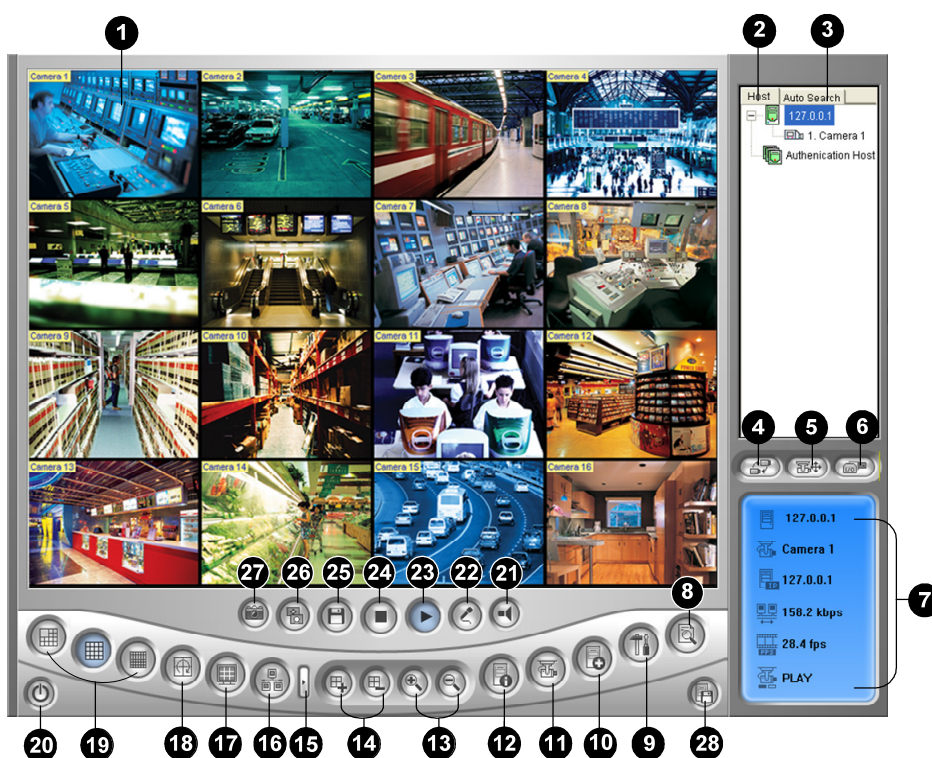 1
2
3
Camera 1
Camera 2
Camera 3
Camera 4
Host
Auto Search
127.0.0.1
1. Camera 1
Authenication Host
Camera 5
Camera 6
Camera 7
Camera 8
Camera 9
Camera 10
Camera 11
Camera 12
Camera 13
Camera 14
Camera 15
Camera 16
4
5
6
I/O
127.0.0.1
Camera 1
ID
127.0.0.1
158.2 kbps
FPS
28.4 fps
PLAY
7
27
26
25
24
23
22
21
8
20
19
18
17
16
15
14
13
12
11
10
9
28